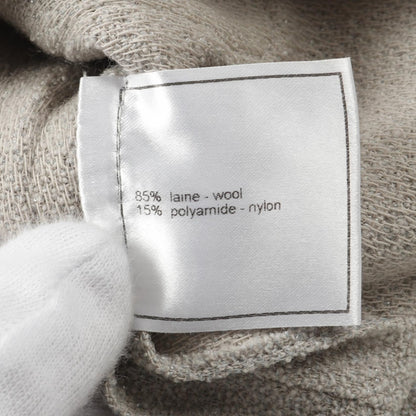 85% laine - wool
15% polyamide - nylon